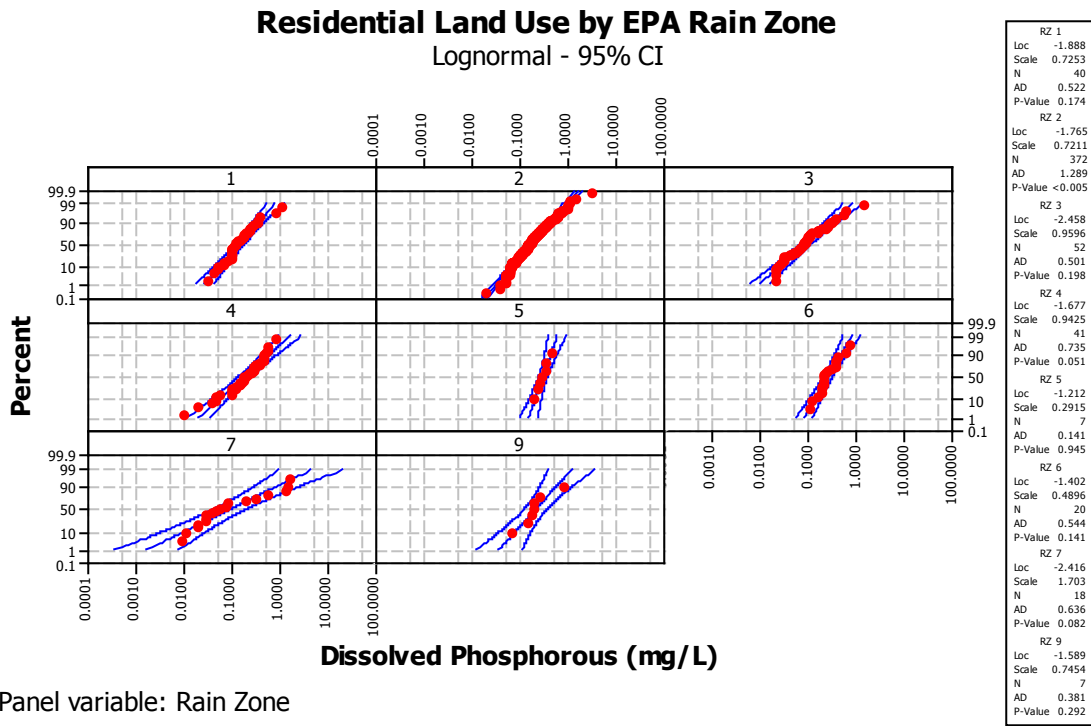 Residential Land Use by EPA Rain Zone
Lognormal - 95% CI
0.0001 0.0010 0.0100 0.1000 1.0000 10.0000 100.0000
1 2 3
99.9
99
90
50
10
1
0.1
4 5 6
99.9
99
90
50
10
1
0.1
7 9
99.9
99
90
50
10
1
0.1
0.0010 0.0100 0.1000 1.0000 10.0000 100.0000
0.0001 0.0010 0.0100 0.1000 1.0000 10.0000 100.0000
Percent
Dissolved Phosphorous (mg/L)
Panel variable: Rain Zone
RZ 1
Loc -1.888
Scale 0.7253
N 40
AD 0.522
P-Value 0.174
RZ 2
Loc -1.765
Scale 0.7211
N 372
AD 1.289
P-Value <0.005
RZ 3
Loc -2.458
Scale 0.9596
N 52
AD 0.501
P-Value 0.198
RZ 4
Loc -1.677
Scale 0.9425
N 41
AD 0.735
P-Value 0.051
RZ 5
Loc -1.212
Scale 0.2915
N 7
AD 0.141
P-Value 0.945
RZ 6
Loc -1.402
Scale 0.4896
N 20
AD 0.544
P-Value 0.141
RZ 7
Loc -2.416
Scale 1.703
N 18
AD 0.636
P-Value 0.082
RZ 9
Loc -1.589
Scale 0.7454
N 7
AD 0.381
P-Value 0.292